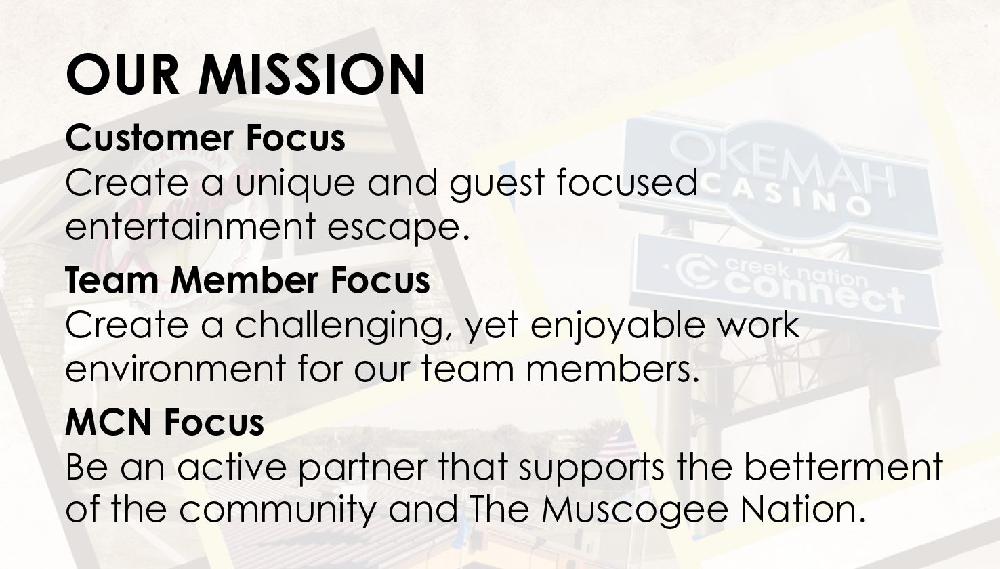 OUR MISSION
Customer Focus
Create a unique and guest focused
entertainment escape.
Team Member Focus
Create a challenging, yet enjoyable work
environment for our team members.
MCN Focus
Be an active partner that supports the betterment
of the community and The Muscogee Nation.
OKEMAH
CASINO
creek nation
connect